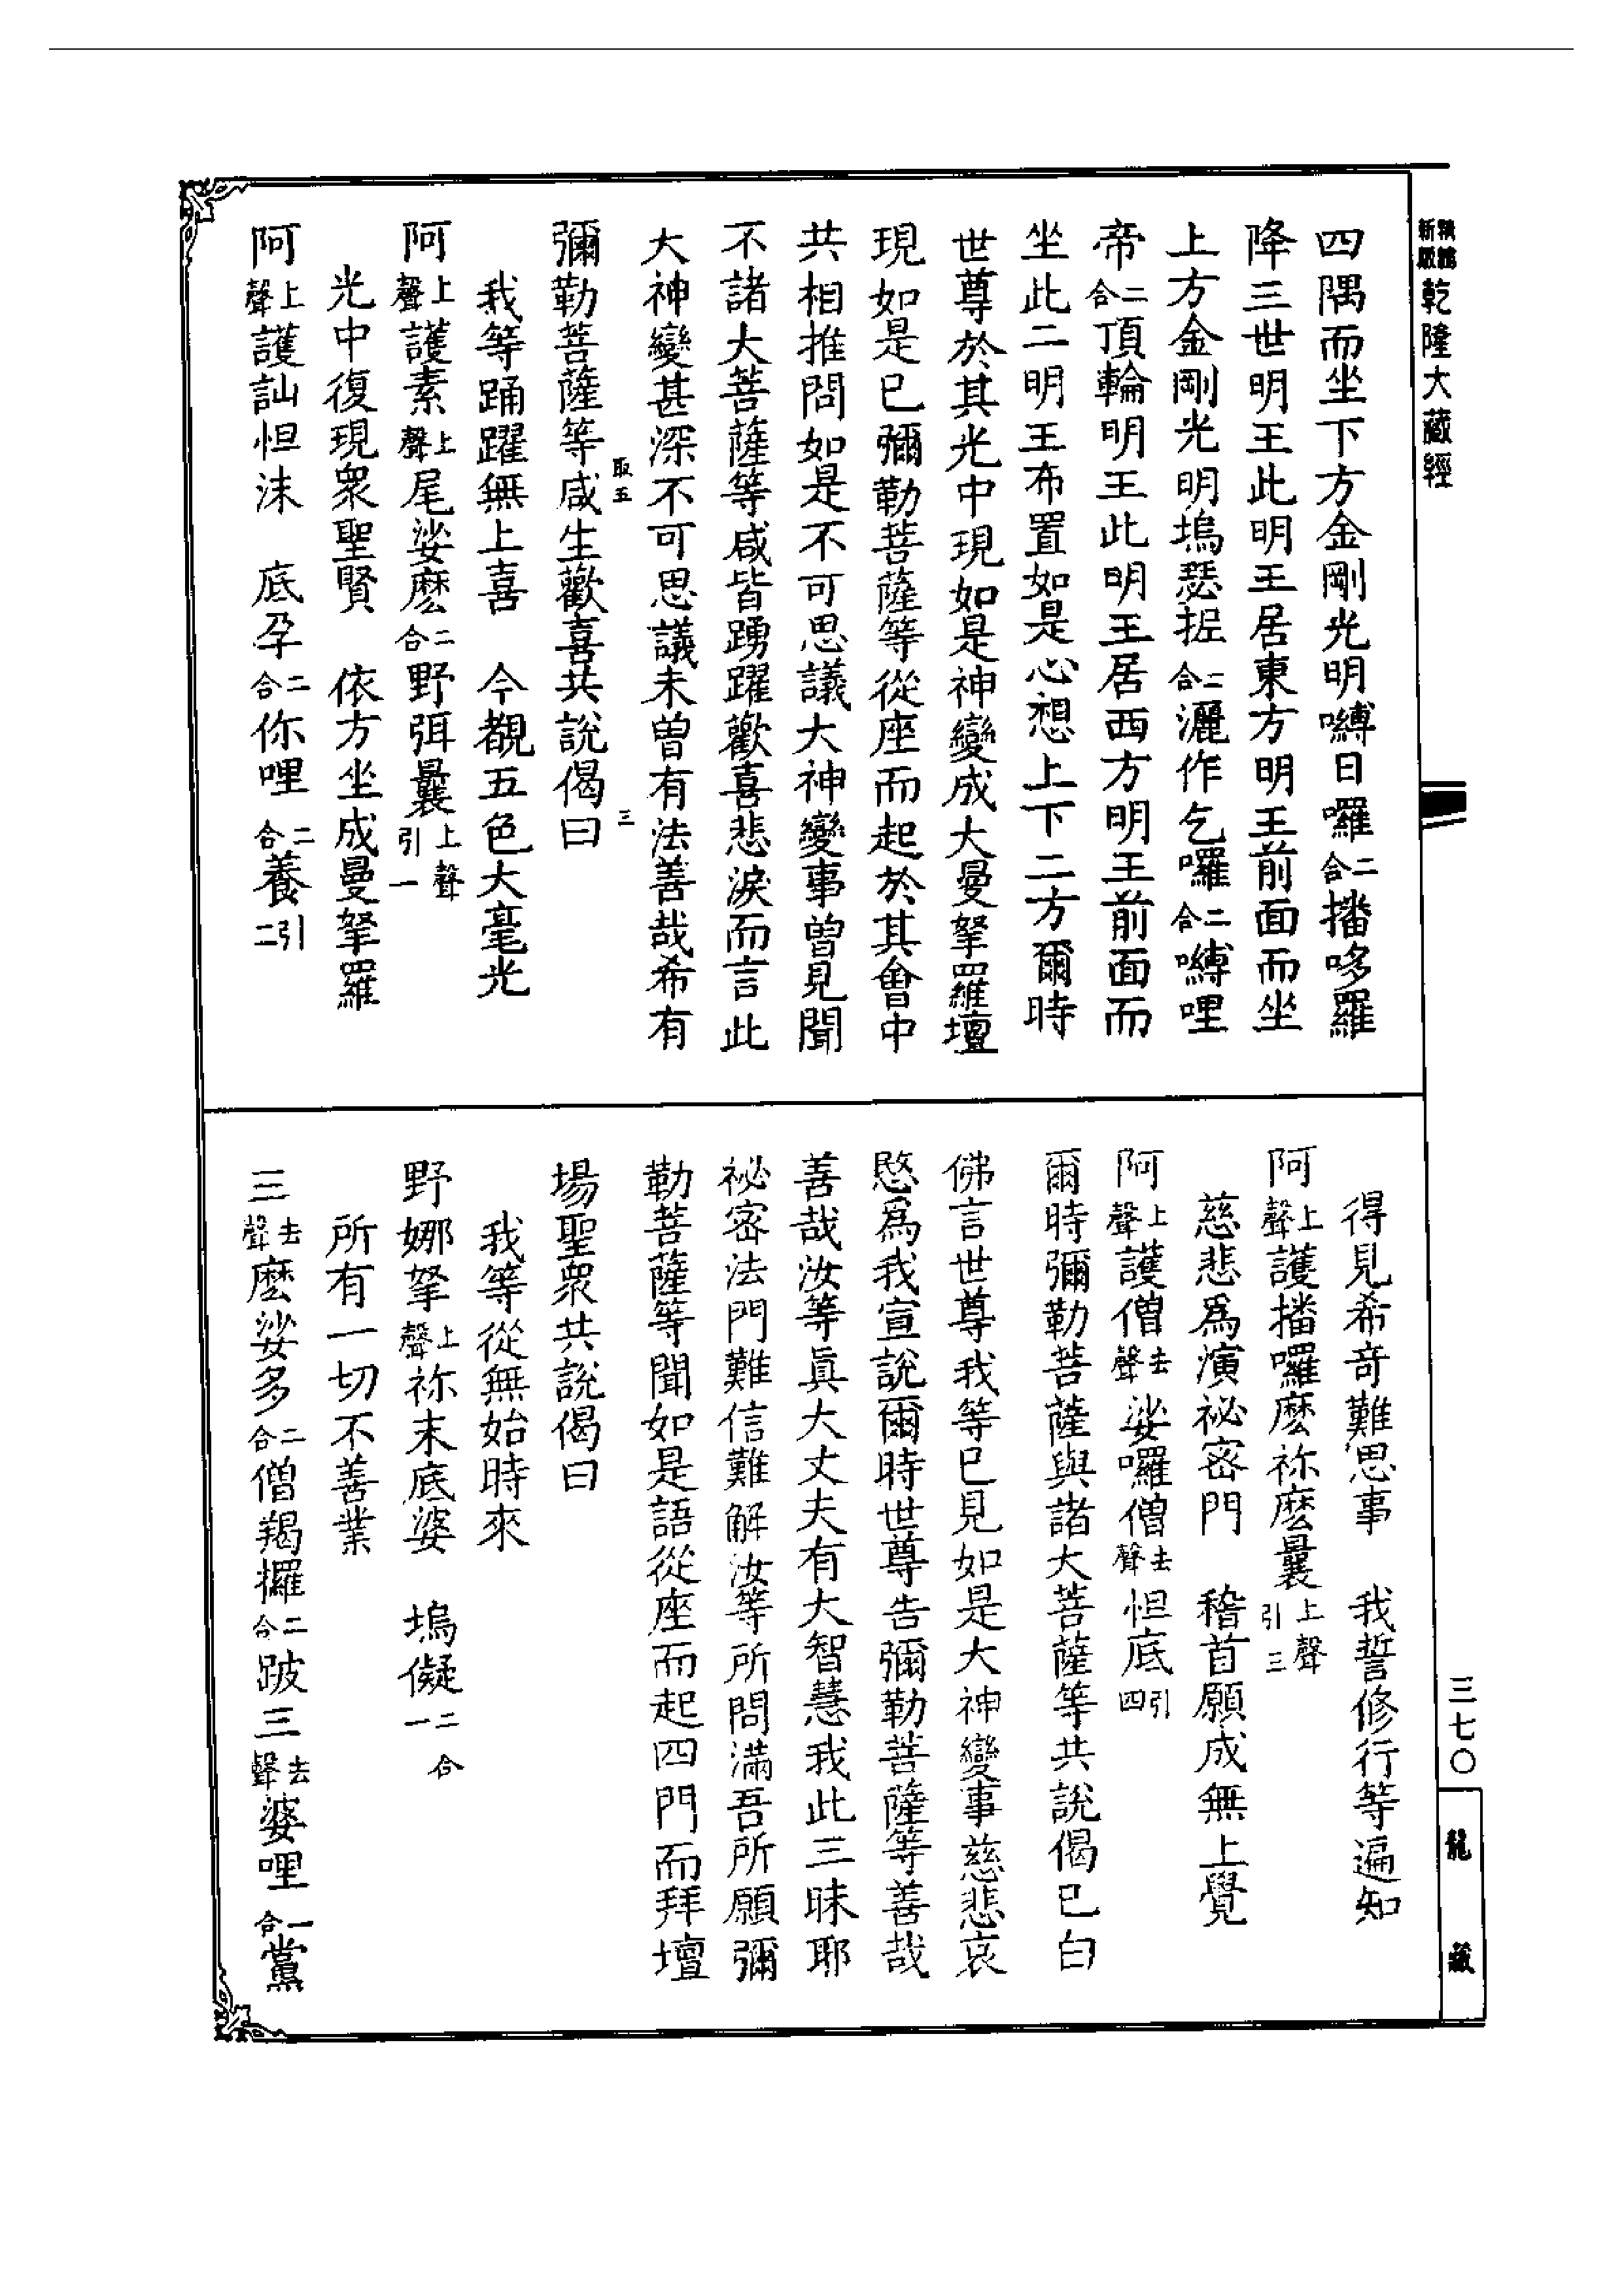 乾隆大藏經
四隅而坐下方金剛光明嚩日囉二合播哆羅
降三世明王此明王居東方明王前面而坐
上方金剛光明塢瑟抳二合灑作乞囉二合嚩哩
帝二合頂輪明王此明王居西方明王前面而
坐此二明王布置如是心想上下二方爾時
世尊於其光中現如是神變成大曼拏羅壇
現如是已彌勒菩薩等從座而起於其會中
共相推問如是不可思議大神變事曾見聞
不諸大菩薩等咸皆踴躍歡喜悲淚而言此
大神變甚深不可思議未曾有法善哉希有
取五 三
彌勒菩薩等咸生歡喜共說偈曰
我等踊躍無上喜 今覩五色大毫光
阿上聲護素上聲尾娑麼二合野弭曩上聲引一
光中復現眾聖賢 依方坐成曼拏羅
阿上聲護訕怛沫 底孕二合你哩二合養引二
得見希奇難思事 我誓修行等遍知
阿上聲護播囉麼祢麼曩上聲引三
慈悲爲演祕密門 稽首願成無上覺
阿上聲護僧去聲娑囉僧去聲怛底引四
爾時彌勒菩薩與諸大菩薩等共說偈已白
佛言世尊我等已見如是大神變事慈悲哀
愍爲我宣說爾時世尊告彌勒菩薩等善哉
善哉汝等眞大丈夫有大智慧我此三昧耶
祕密法門難信難解汝等所問滿吾所願彌
勒菩薩等聞如是語從座而起四門而拜壇
場聖眾共說偈曰
我等從無始時來
野娜拏上聲祢末底婆 塢儗二合一
所有一切不善業
三去聲麼娑多二合僧羯攞二合跛三去聲婆哩一合黨
三七〇
龍藏